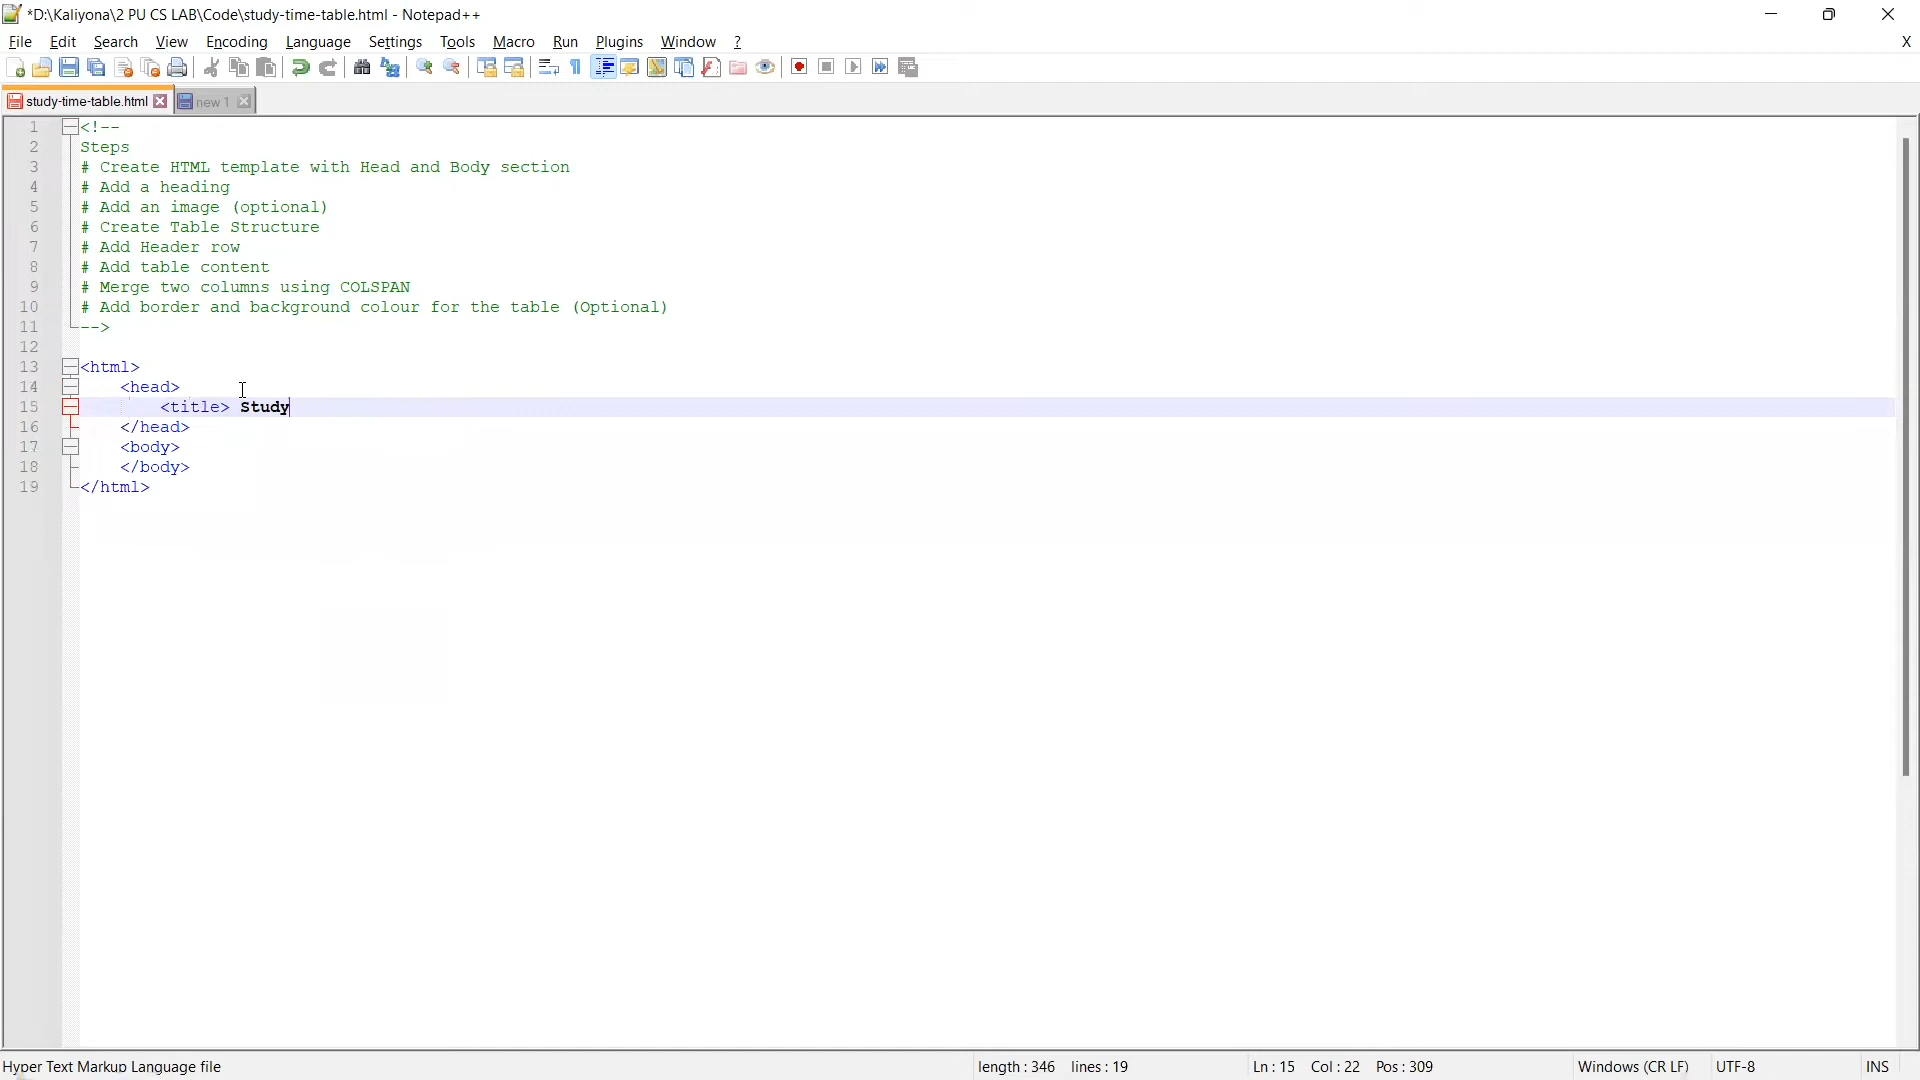 *D:\Kaliyona\2 PU CS LAB\Code\study-time-table.html - Notepad++
File Edit Search View Encoding Language Settings Tools Macro Run Plugins Window ? X
study-time-table.html new 1
1 <!--
2 Steps
3 # Create HTML template with Head and Body section
4 # Add a heading
5 # Add an image (optional)
6 # Create Table Structure
7 # Add Header row
8 # Add table content
9 # Merge two columns using COLSPAN
10 # Add border and background colour for the table (Optional)
11 -->
12
13 <html>
14 <head>
15 <title> Study
16 </head>
17 <body>
18 </body>
19 </html>
Hyper Text Markup Language file length : 346 lines : 19 Ln : 15 Col : 22 Pos : 309 Windows (CR LF) UTF-8 INS